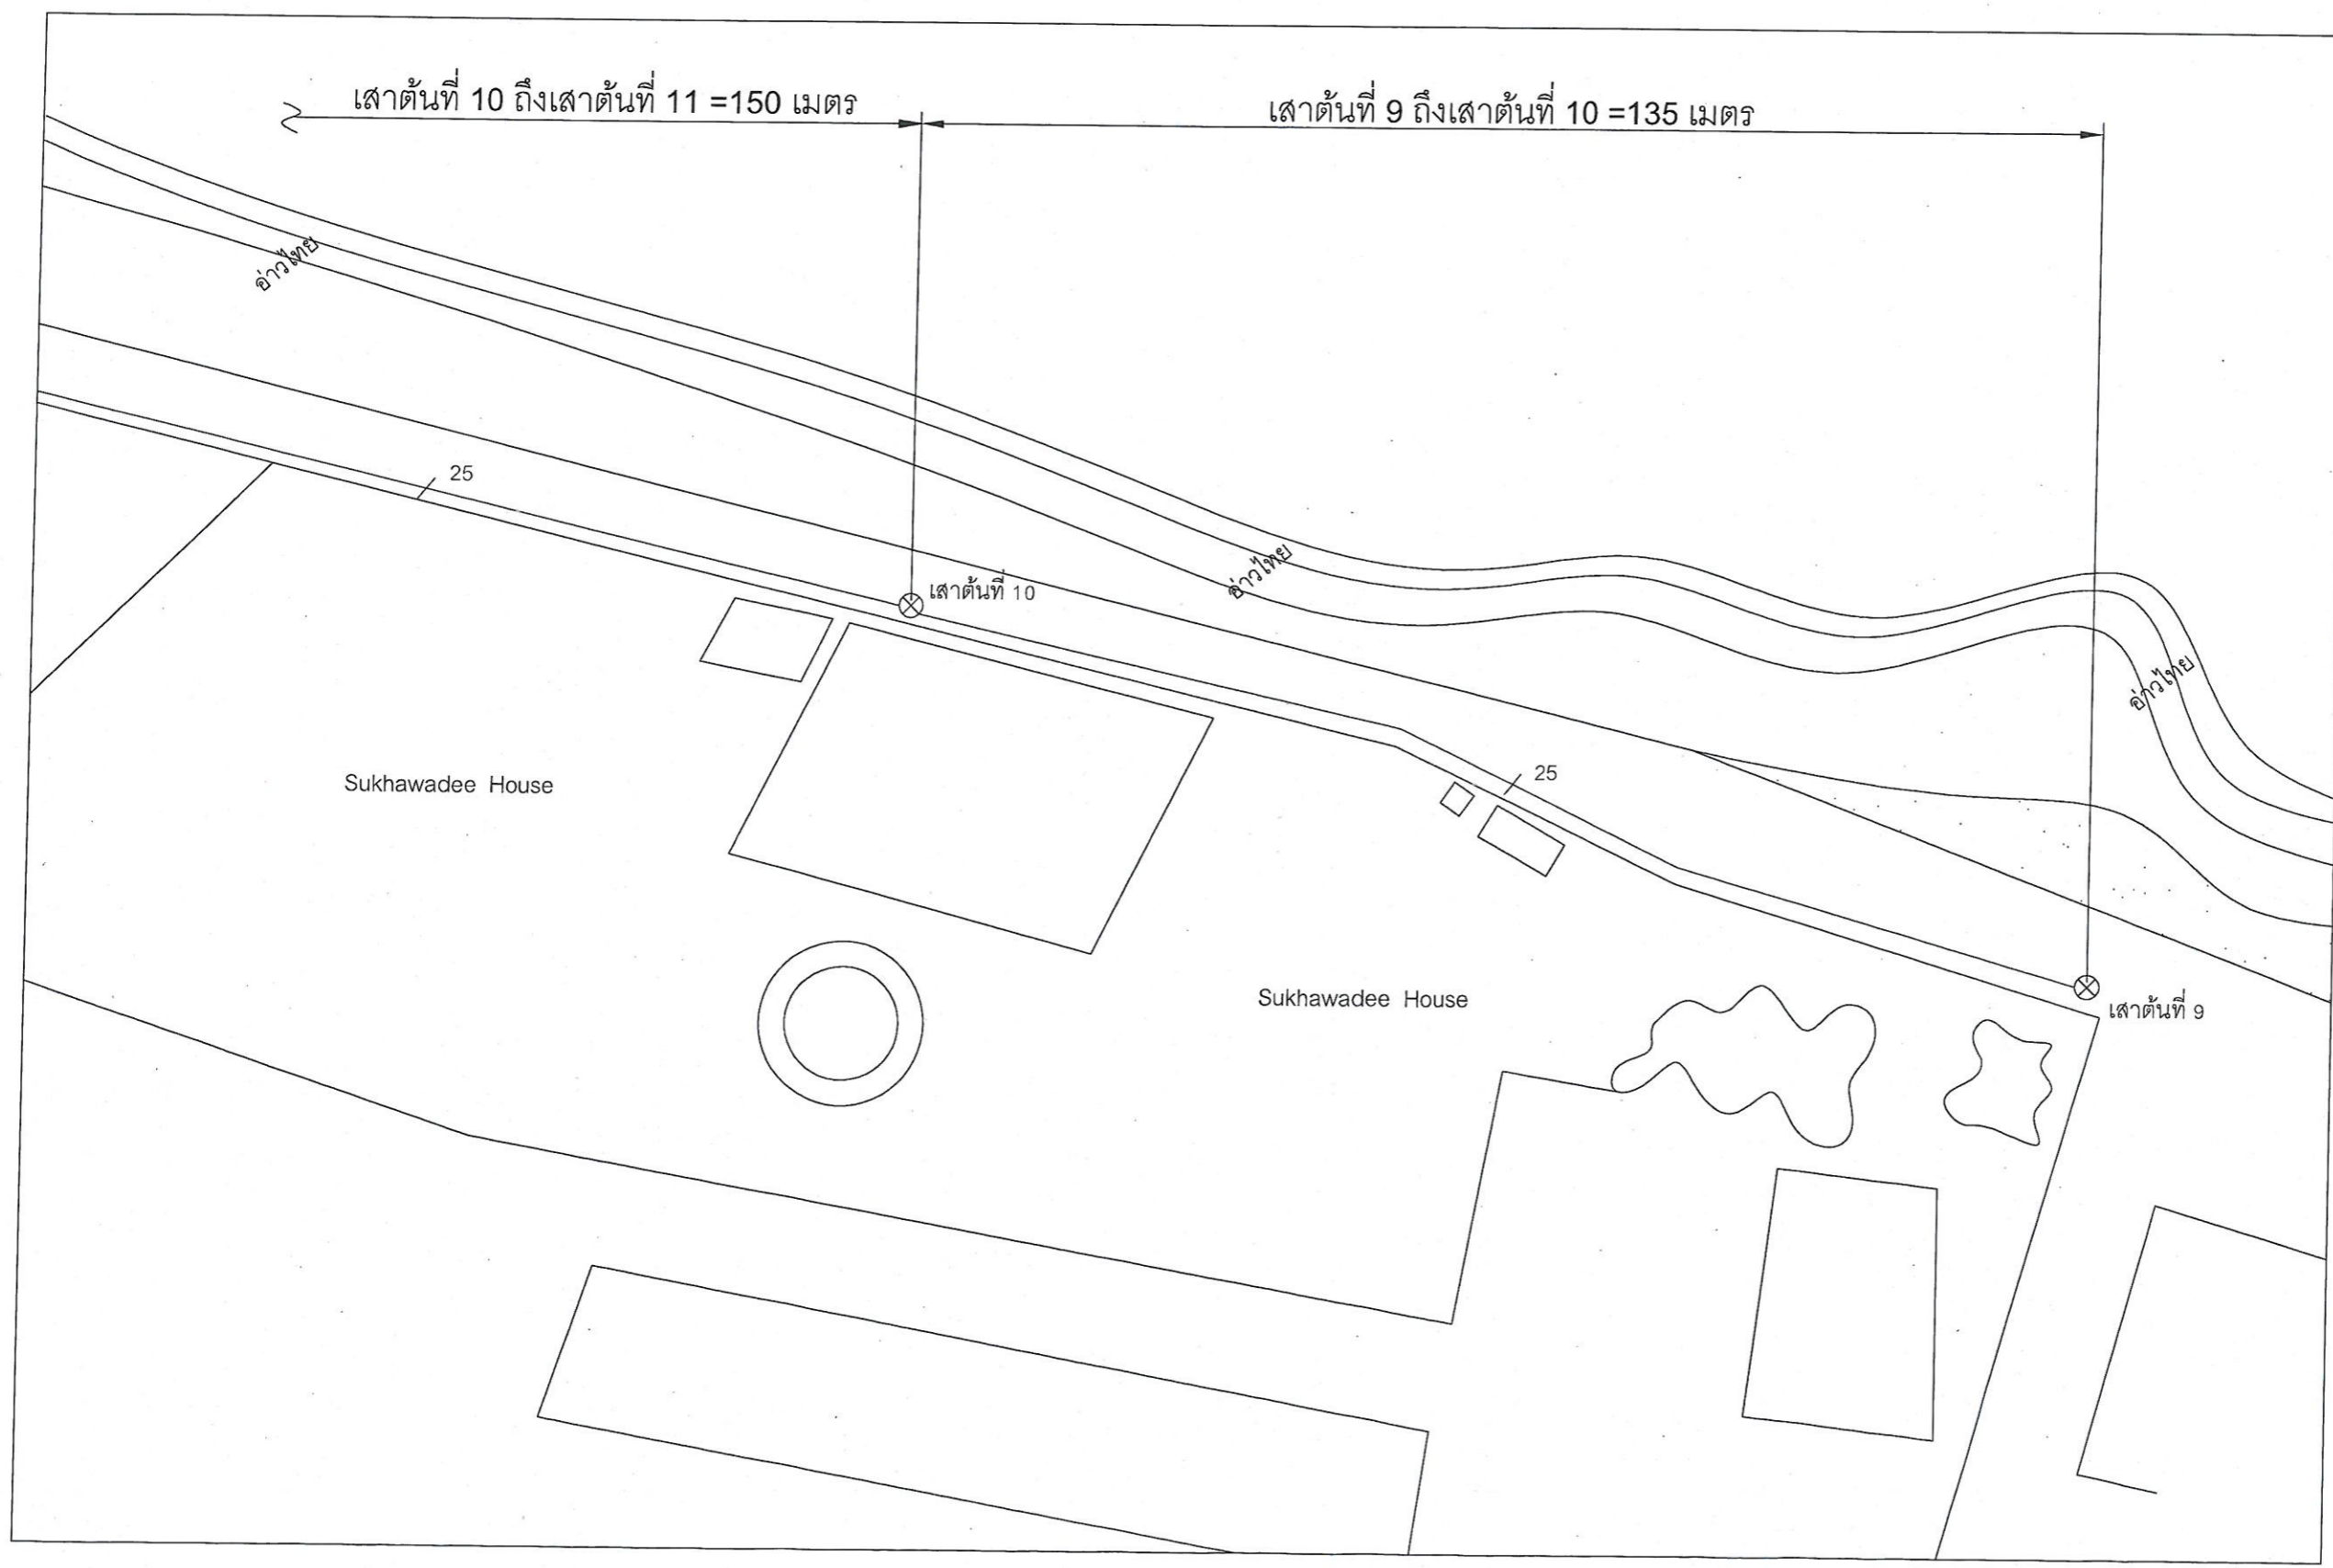 เสาต้นที่ 10 ถึงเสาต้นที่ 11 =150 เมตร
เสาต้นที่ 9 ถึงเสาต้นที่ 10 =135 เมตร
อ่าวไทย
25
เสาต้นที่ 10
อ่าวไทย
อ่าวไทย
25
Sukhawadee House
Sukhawadee House
เสาต้นที่ 9